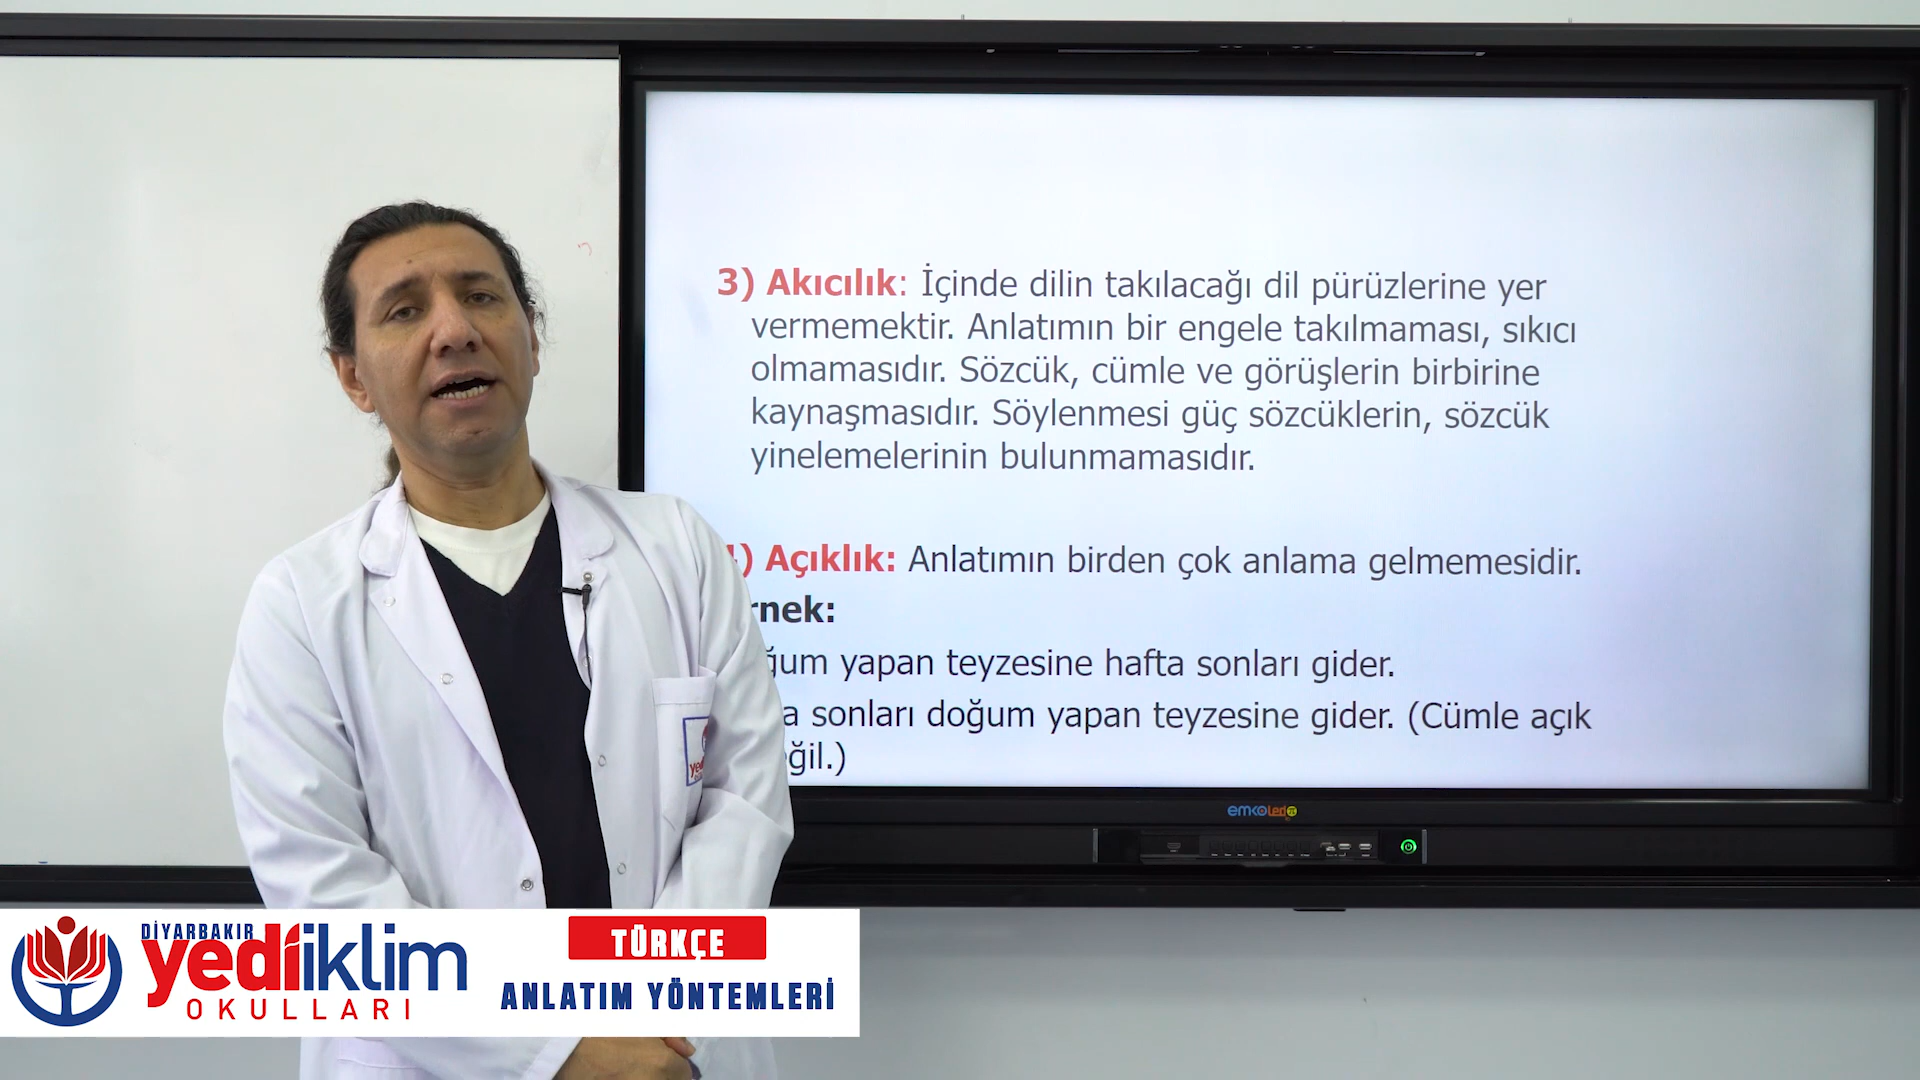 3) Akıcılık: İçinde dilin takılacağı dil pürüzlerine yer
vermemektir. Anlatımın bir engele takılmaması, sıkıcı
olmamasıdır. Sözcük, cümle ve görüşlerin birbirine
kaynaşmasıdır. Söylenmesi güç sözcüklerin, sözcük
yinelemelerinin bulunmamasıdır.
) Açıklık: Anlatımın birden çok anlama gelmemesidir.
rnek:
ğum yapan teyzesine hafta sonları gider.
a sonları doğum yapan teyzesine gider. (Cümle açık
ğil.)
emkoled
DİYARBAKIR
yediiklim
OKULLARI
TÜRKÇE
ANLATIM YÖNTEMLERİ